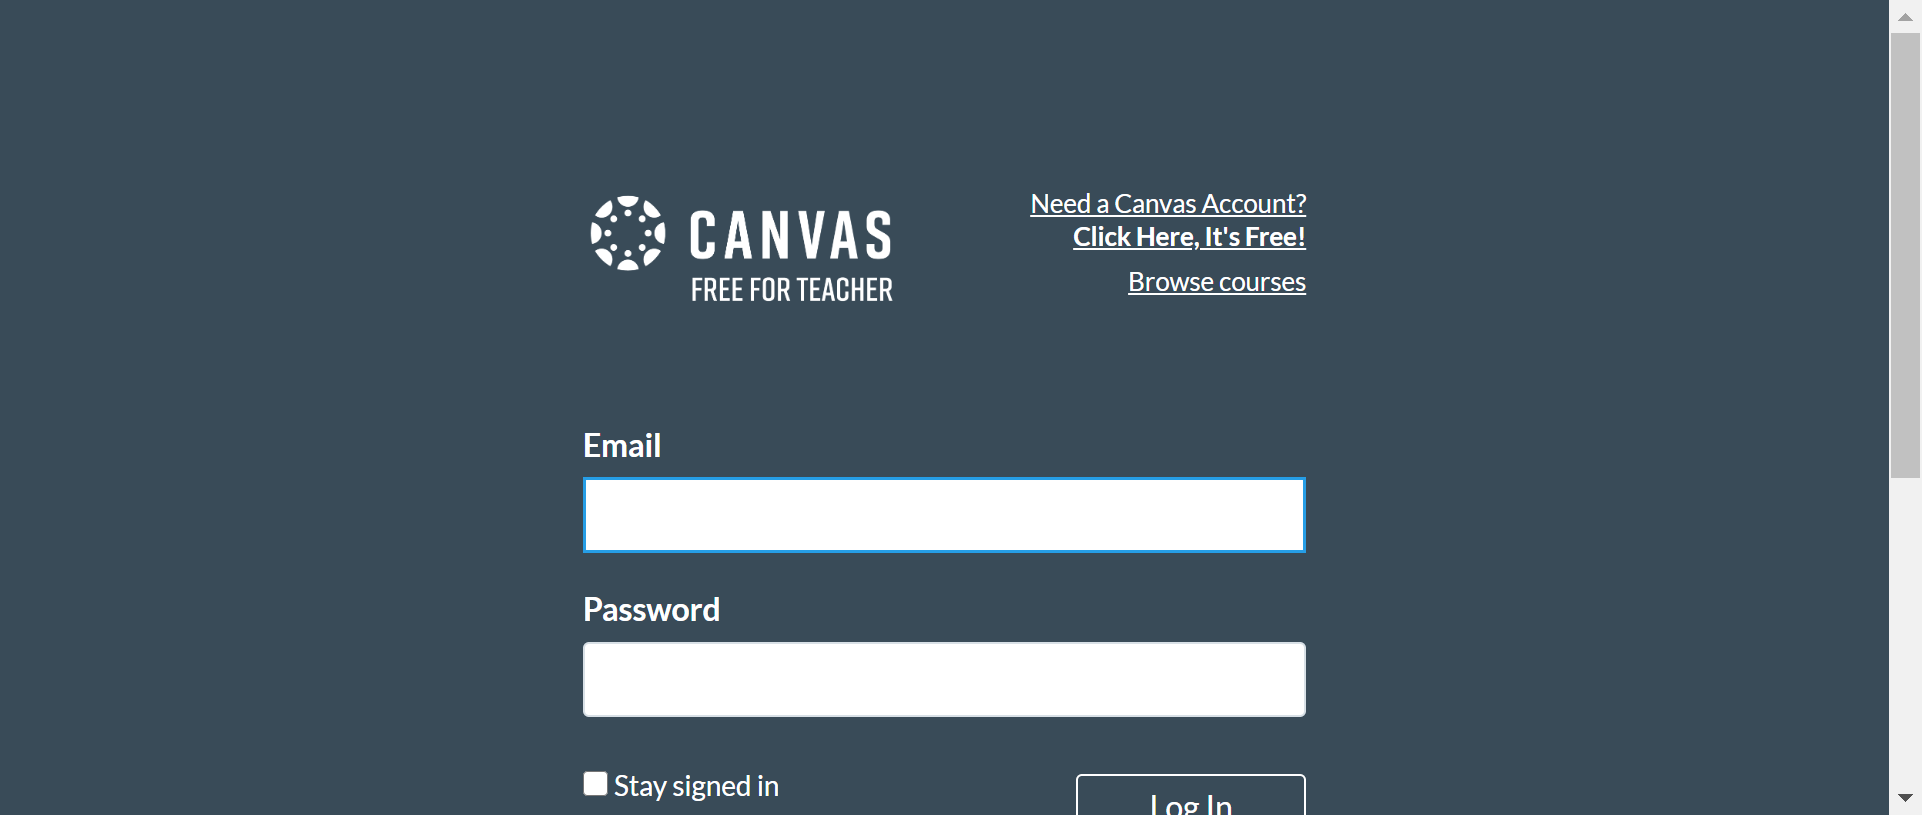 CANVAS
FREE FOR TEACHER
Need a Canvas Account?
Click Here, It's Free!
Browse courses
Email
Password
Stay signed in
Log In